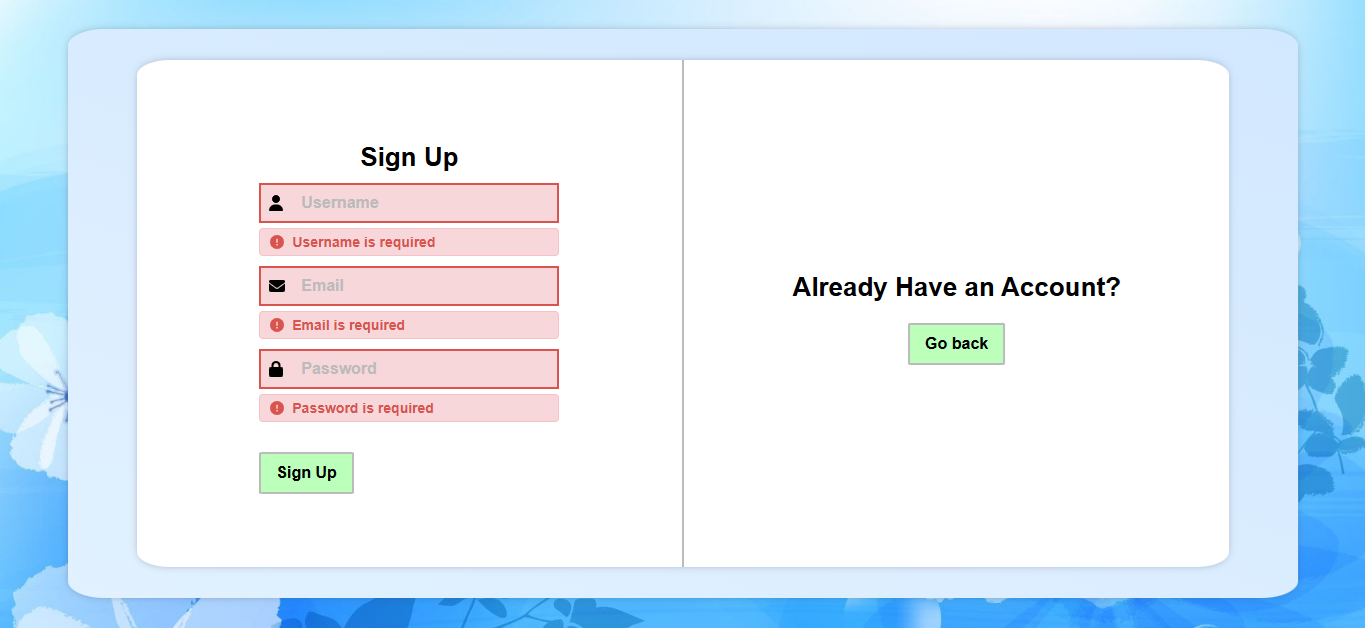 Sign Up
Username
Username is required
Email
Email is required
Password
Password is required
Sign Up
Already Have an Account?
Go back